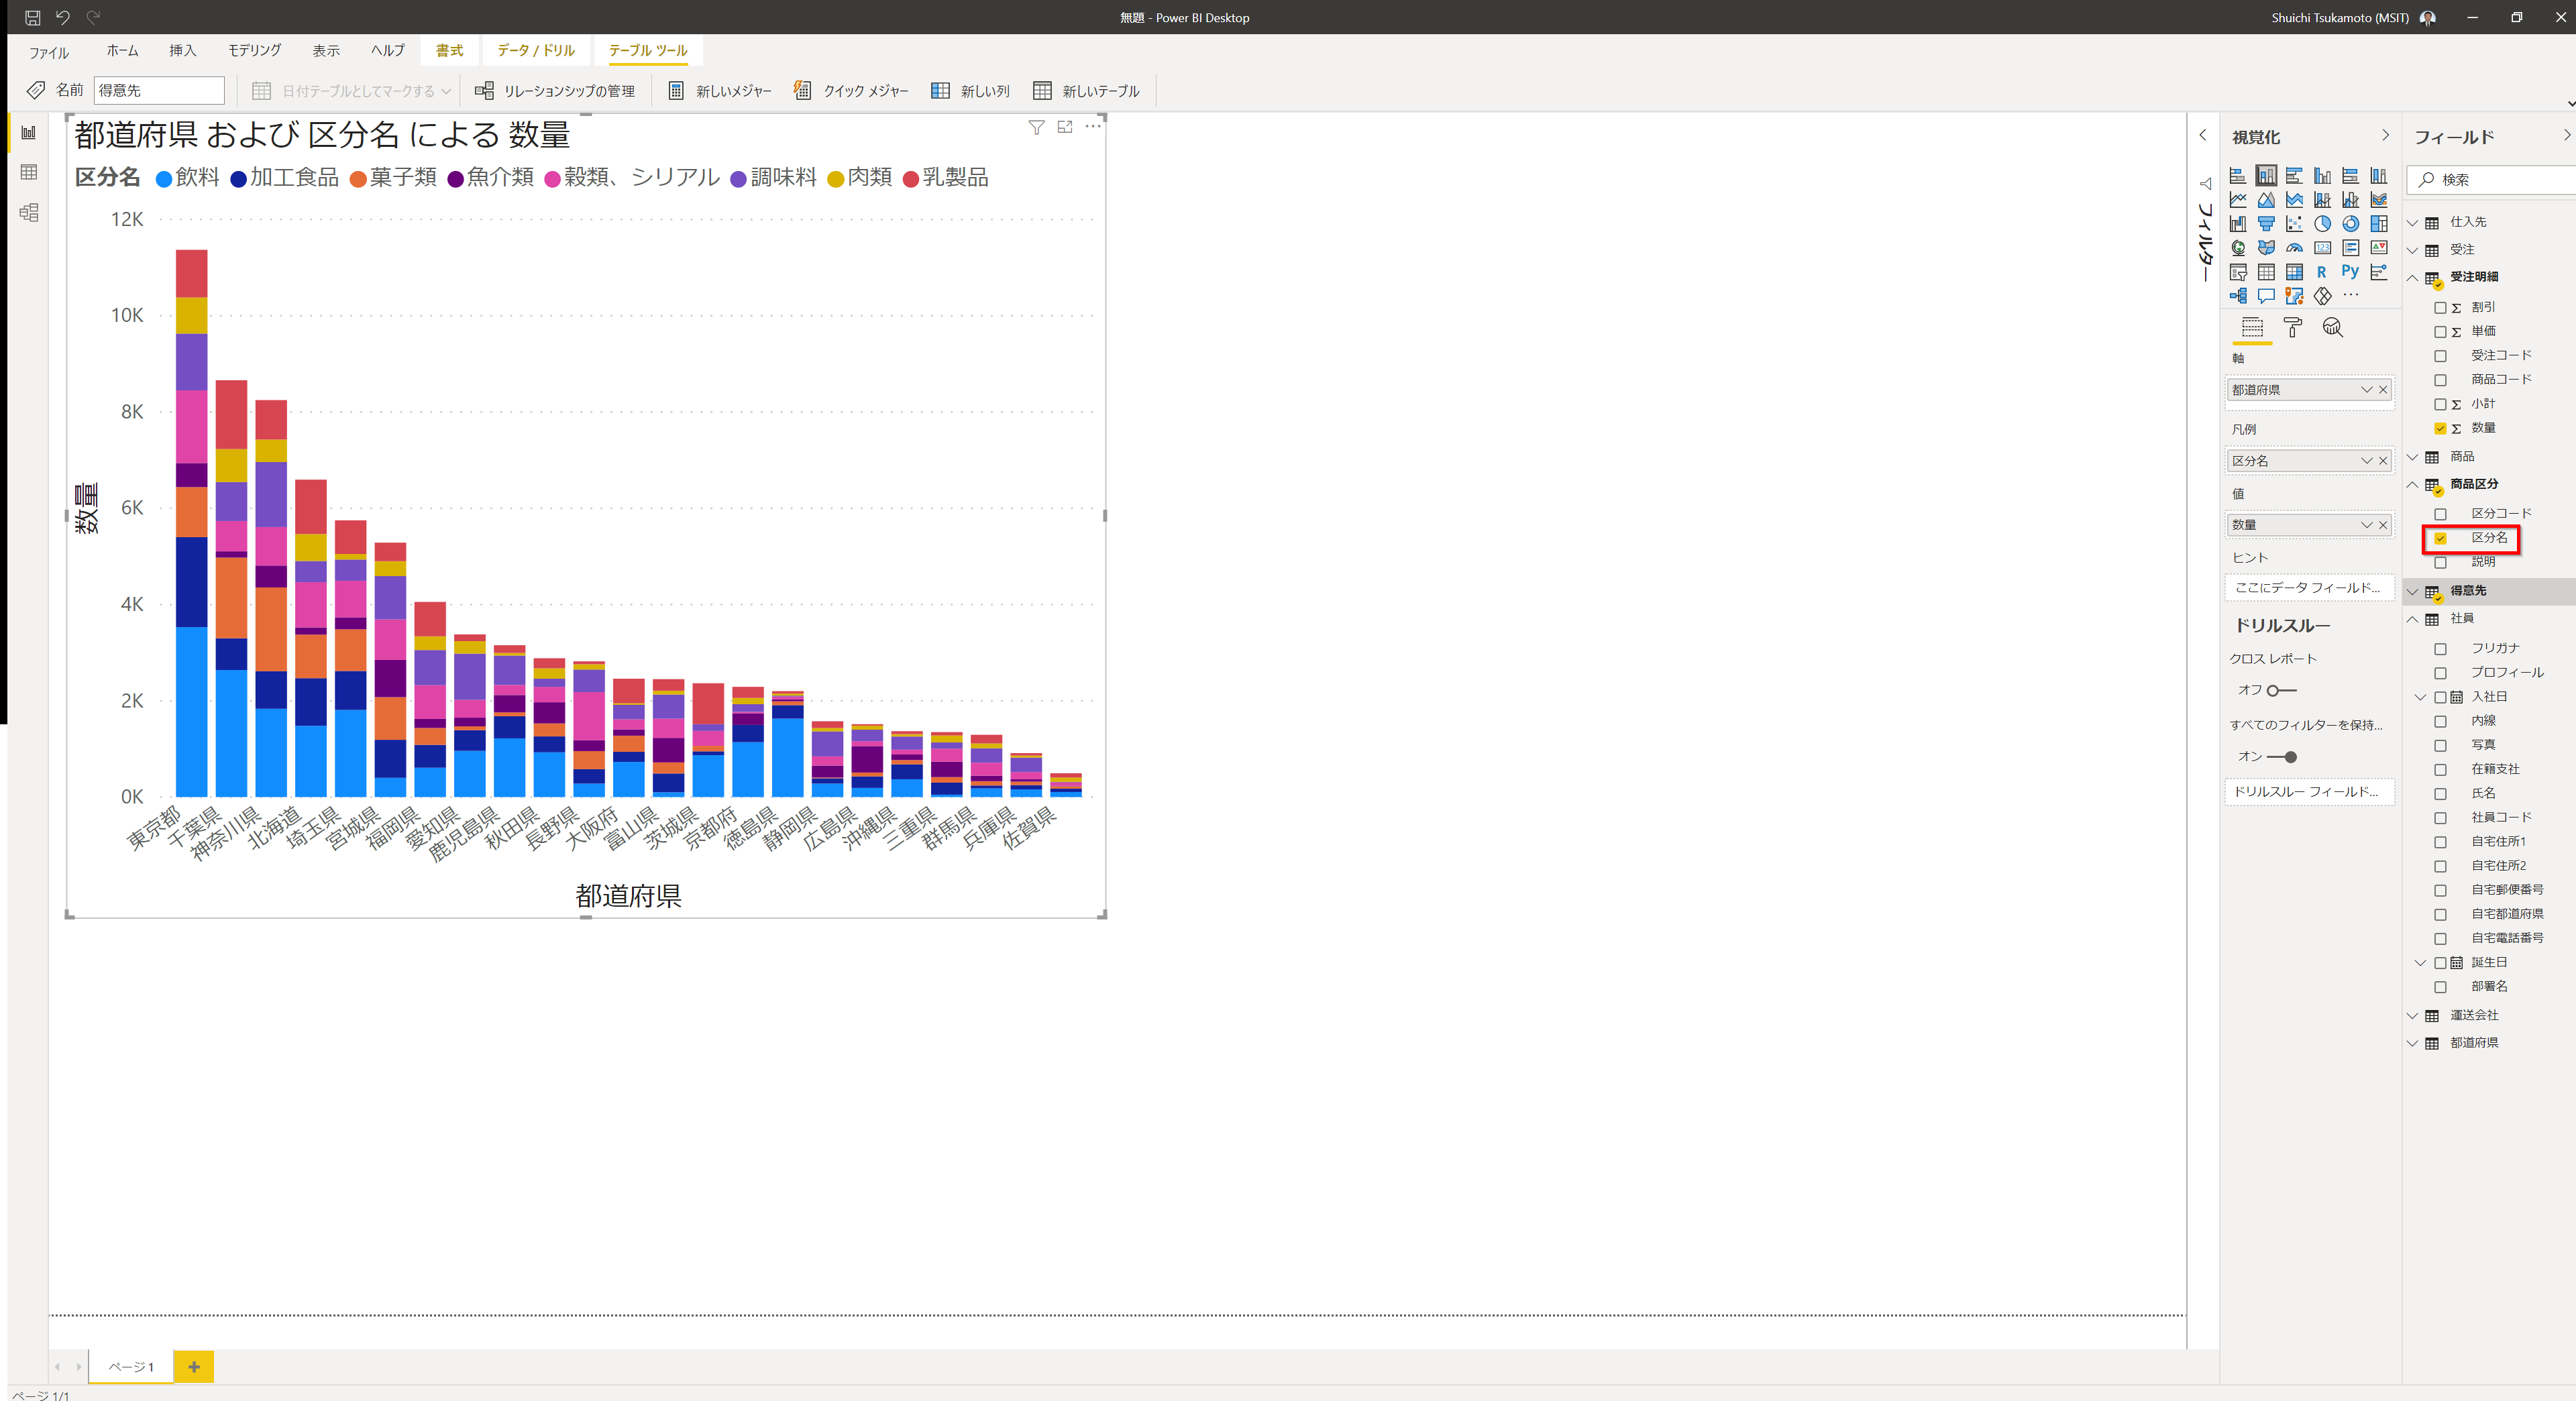 無題 - Power BI Desktop
Shuichi Tsukamoto (MSIT)
ファイル ホーム 挿入 モデリング 表示 ヘルプ 書式 データ / ドリル テーブル ツール
名前 得意先 日付テーブルとしてマークする リレーションシップの管理 新しいメジャー クイック メジャー 新しい列 新しいテーブル
都道府県 および 区分名 による 数量
区分名 飲料 加工食品 菓子類 魚介類 穀類、シリアル 調味料 肉類 乳製品
12K
10K
8K
6K
4K
2K
0K
数量
東京都
千葉県
神奈川県
北海道
埼玉県
宮城県
福岡県
愛知県
鹿児島県
秋田県
長野県
大阪府
富山県
茨城県
京都府
徳島県
静岡県
広島県
沖縄県
三重県
群馬県
兵庫県
佐賀県
都道府県
フィルター
視覚化
123
R Py
軸
都道府県
凡例
区分名
値
数量
ヒント
ここにデータ フィールド...
ドリルスルー
クロス レポート
オフ
すべてのフィルターを保持...
オン
ドリルスルー フィールド...
フィールド
検索
仕入先
受注
受注明細
Σ 割引
Σ 単価
受注コード
商品コード
Σ 小計
Σ 数量
商品
商品区分
区分コード
区分名
説明
得意先
社員
フリガナ
プロフィール
入社日
内線
写真
在籍支社
氏名
社員コード
自宅住所1
自宅住所2
自宅郵便番号
自宅都道府県
自宅電話番号
誕生日
部署名
運送会社
都道府県
ページ 1
ページ 1/1